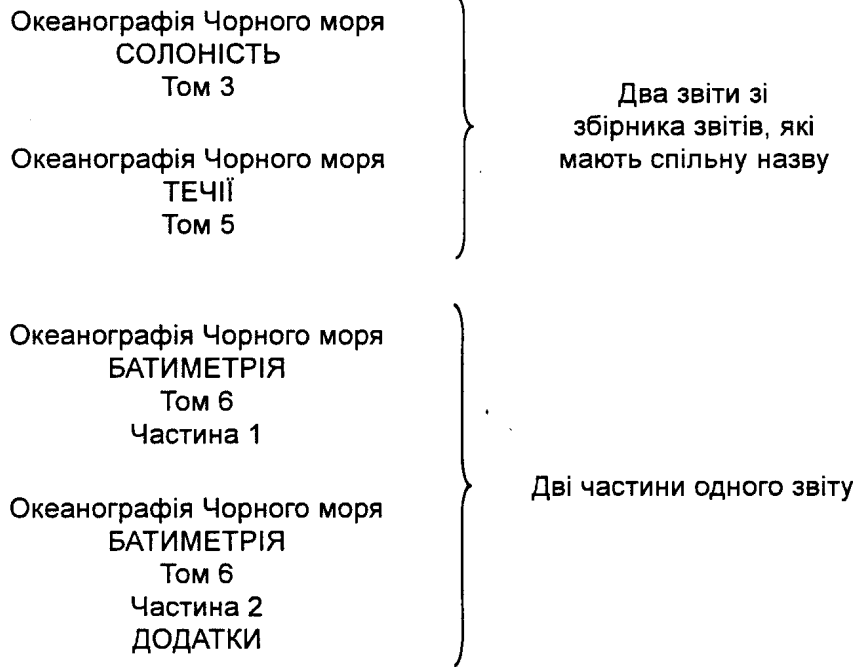 Океанографія Чорного моря
СОЛОНІСТЬ
Том 3
Океанографія Чорного моря
ТЕЧІЇ
Том 5
Два звіти зі
збірника звітів, які
мають спільну назву
Океанографія Чорного моря
БАТИМЕТРІЯ
Том 6
Частина 1
Океанографія Чорного моря
БАТИМЕТРІЯ
Том 6
Частина 2
ДОДАТКИ
Дві частини одного звіту